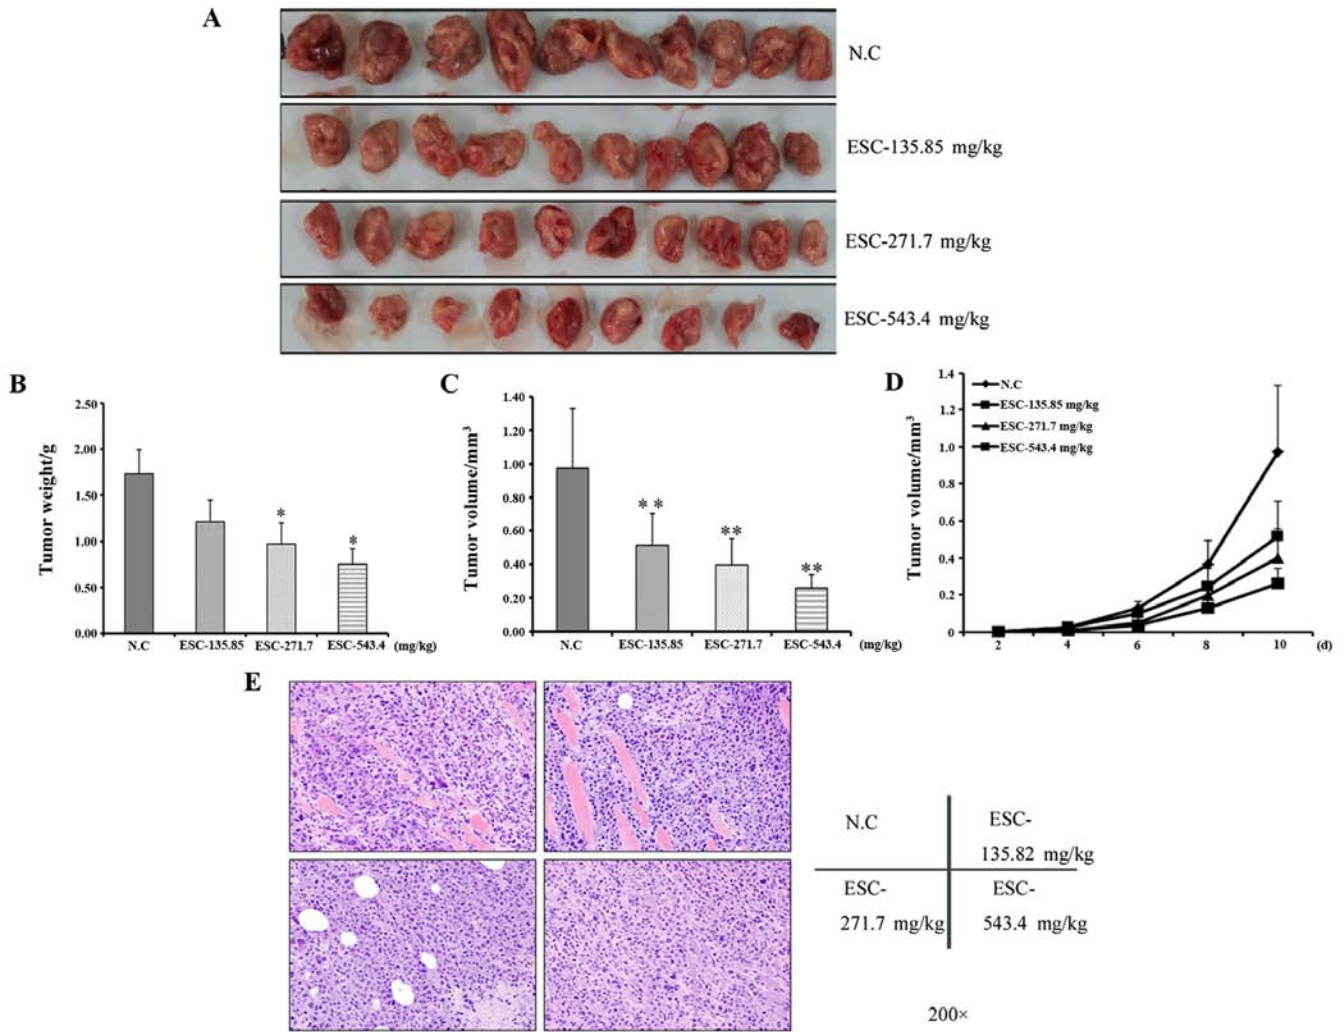 A
N.C
ESC-135.85 mg/kg
ESC-271.7 mg/kg
ESC-543.4 mg/kg
B
Tumor weight/g
2.50
2.00
1.50
1.00
0.50
0.00
*
*
N.C
ESC-135.85
ESC-271.7
ESC-543.4
(mg/kg)
C
Tumor volume/mm³
1.40
1.20
1.00
0.80
0.60
0.40
0.20
0.00
**
**
**
N.C
ESC-135.85
ESC-271.7
ESC-543.4
(mg/kg)
D
Tumor volume/mm³
1.4
1.2
1.0
0.8
0.6
0.4
0.2
0
N.C
ESC-135.85 mg/kg
ESC-271.7 mg/kg
ESC-543.4 mg/kg
2
4
6
8
10
(d)
E
N.C
ESC-
135.82 mg/kg
ESC-
271.7 mg/kg
ESC-
543.4 mg/kg
200×